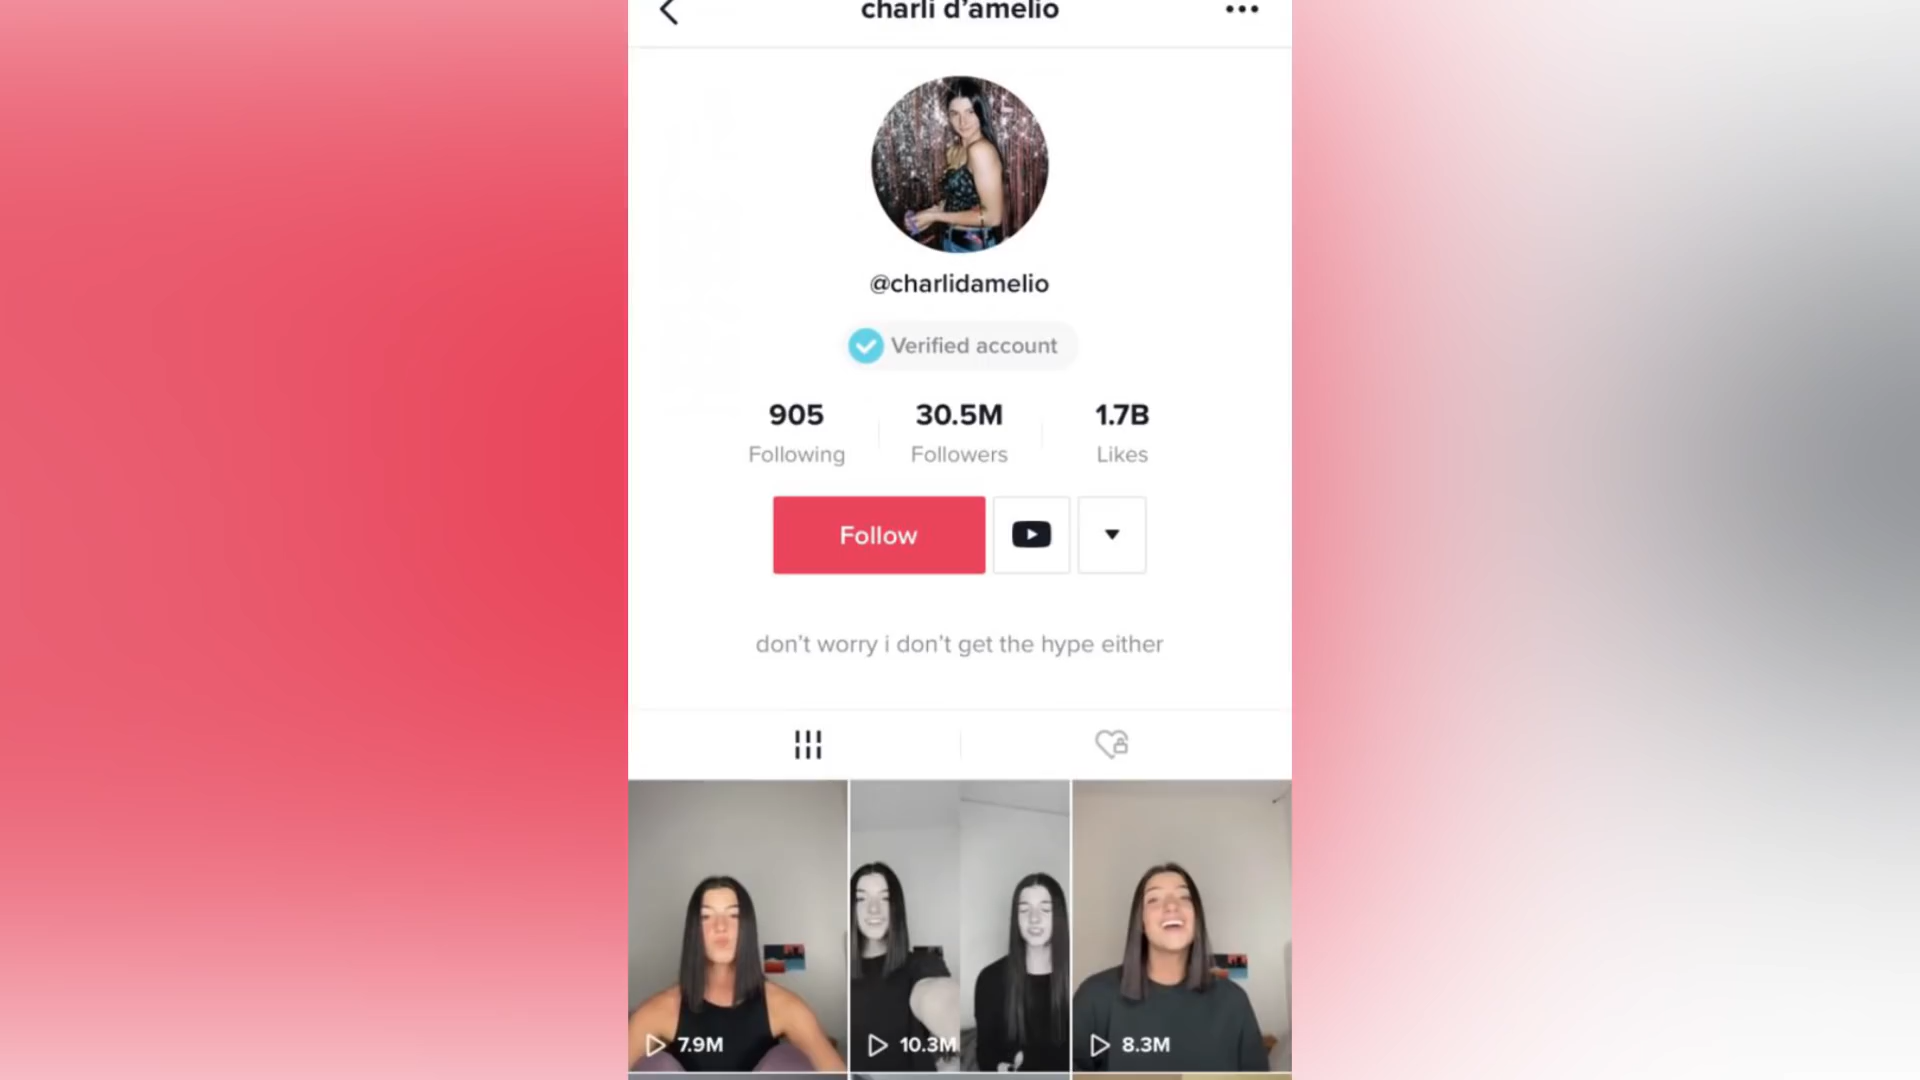 charli d’amelio
@charlidamelio
Verified account
905 30.5M 1.7B
Following Followers Likes
Follow
don’t worry i don’t get the hype either
7.9M 10.3M 8.3M